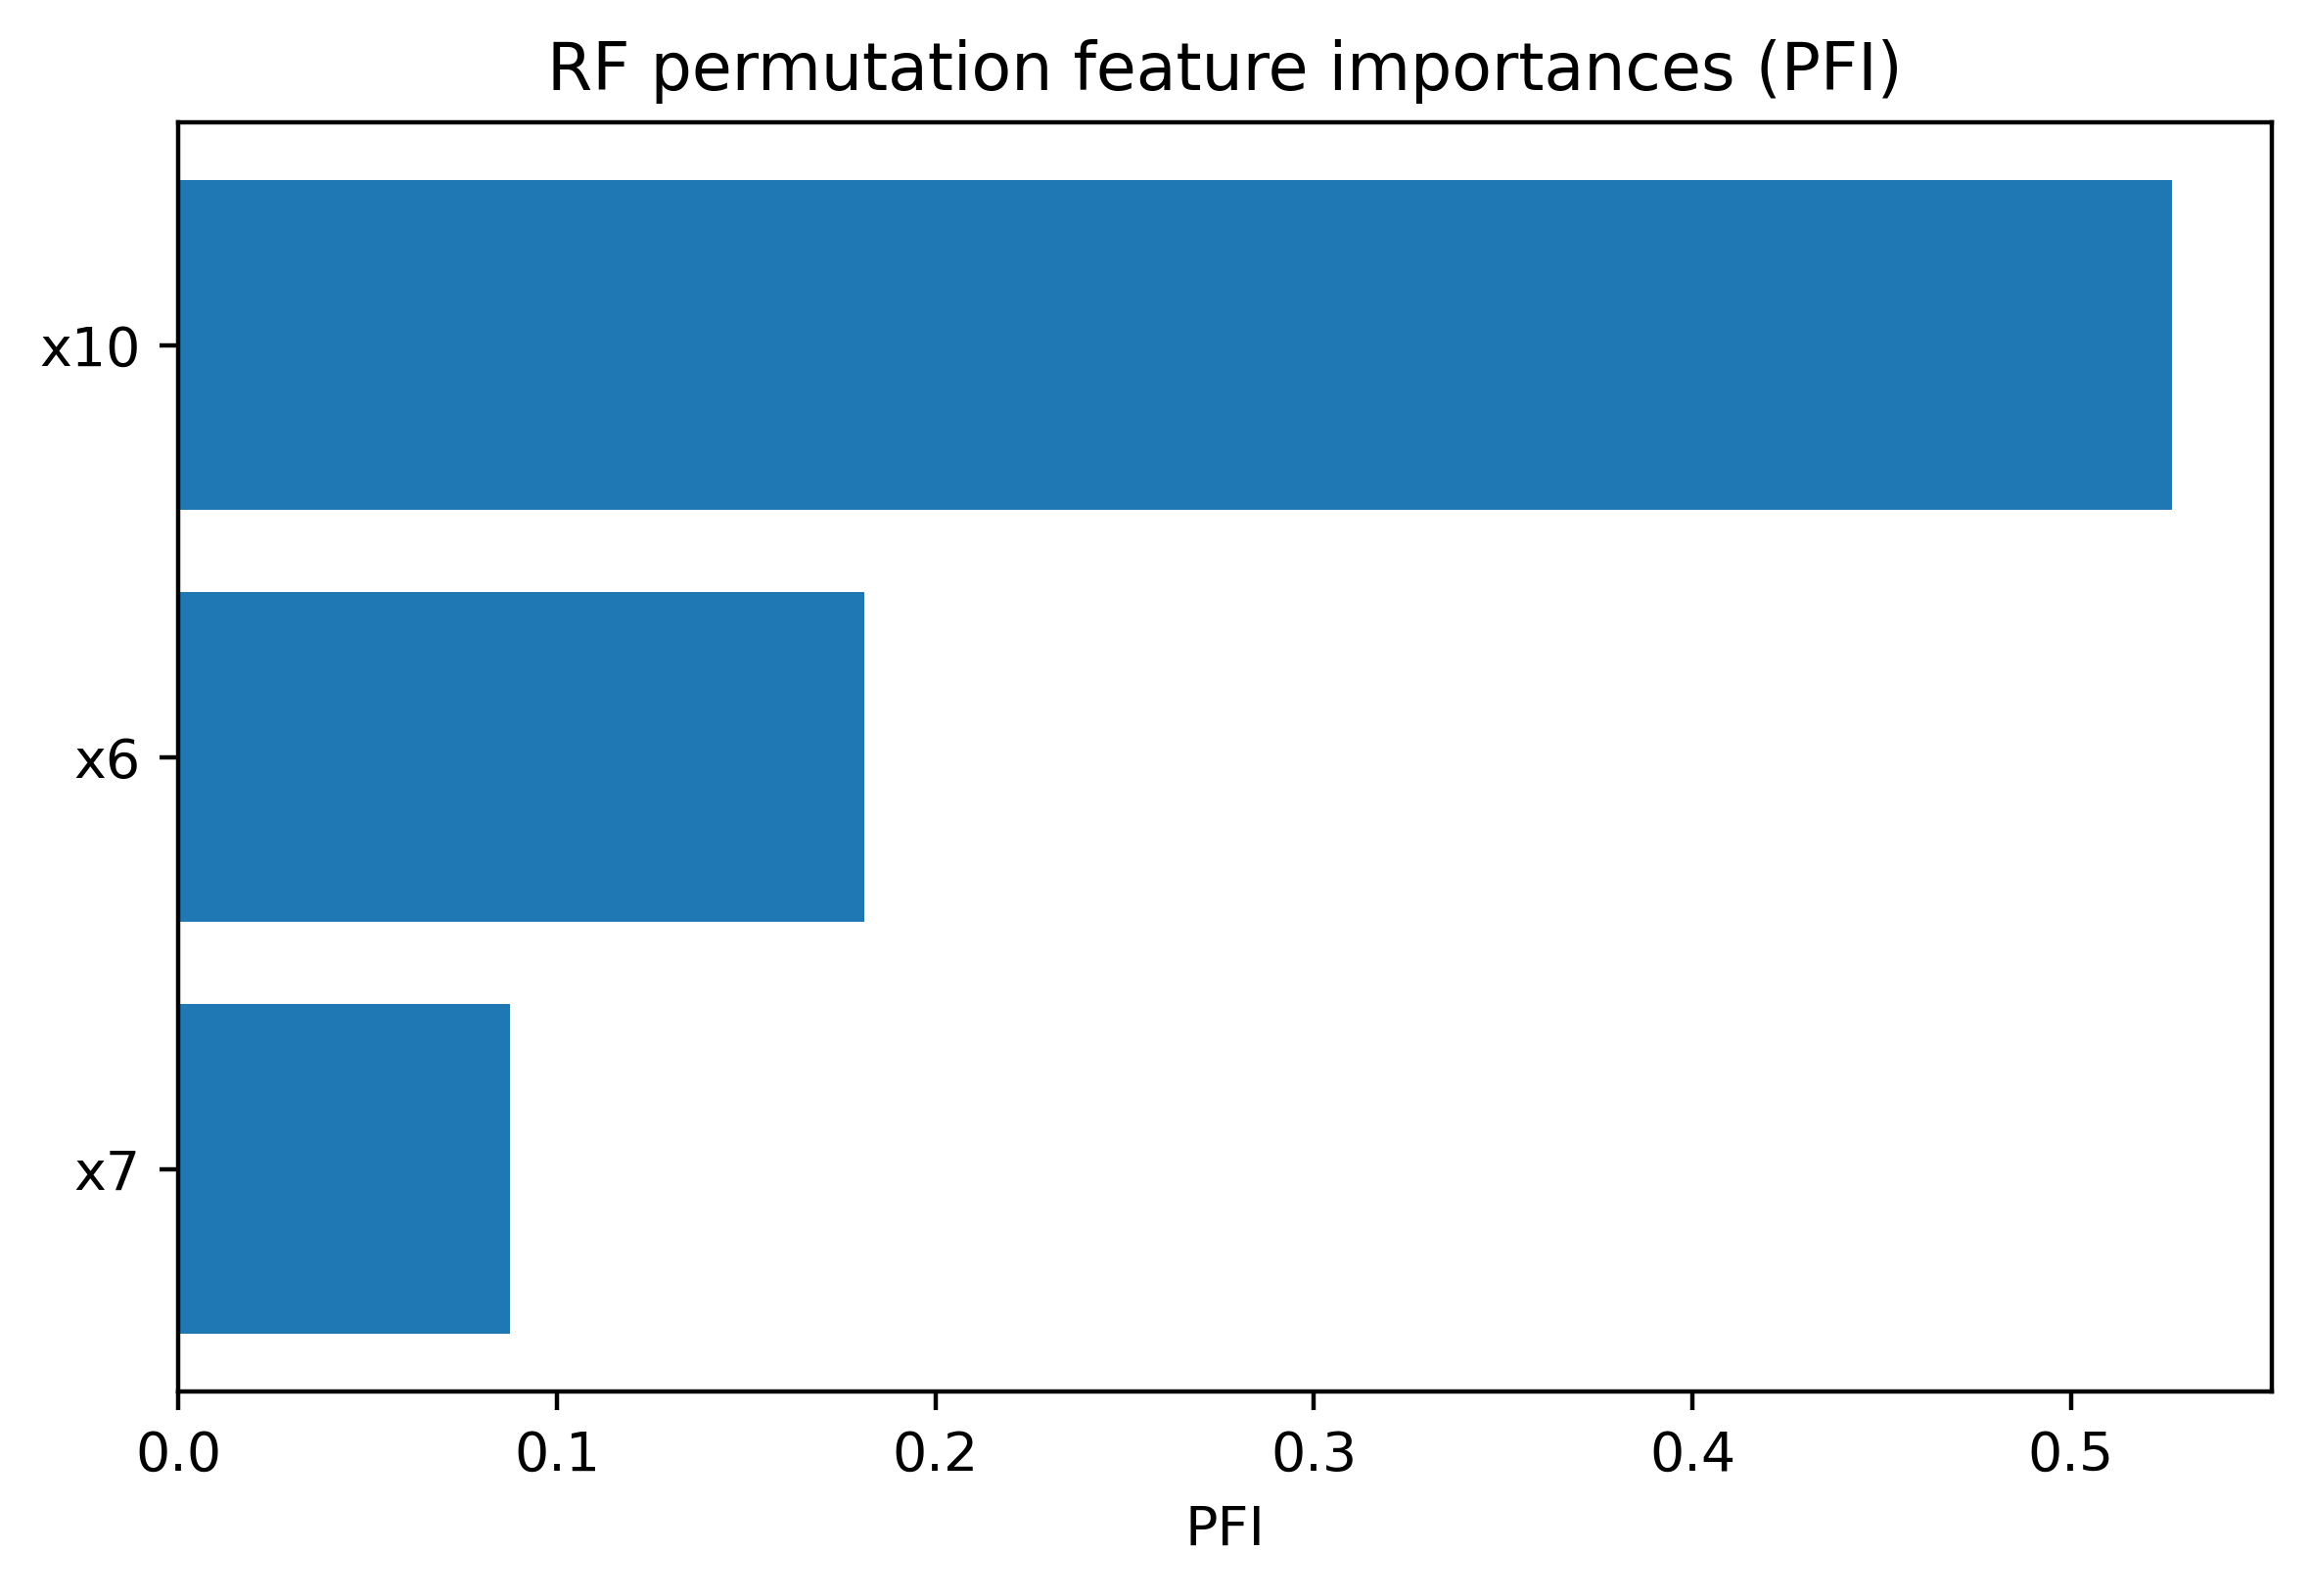 RF permutation feature importances (PFI)
x10
x6
x7
0.0 0.1 0.2 0.3 0.4 0.5
PFI